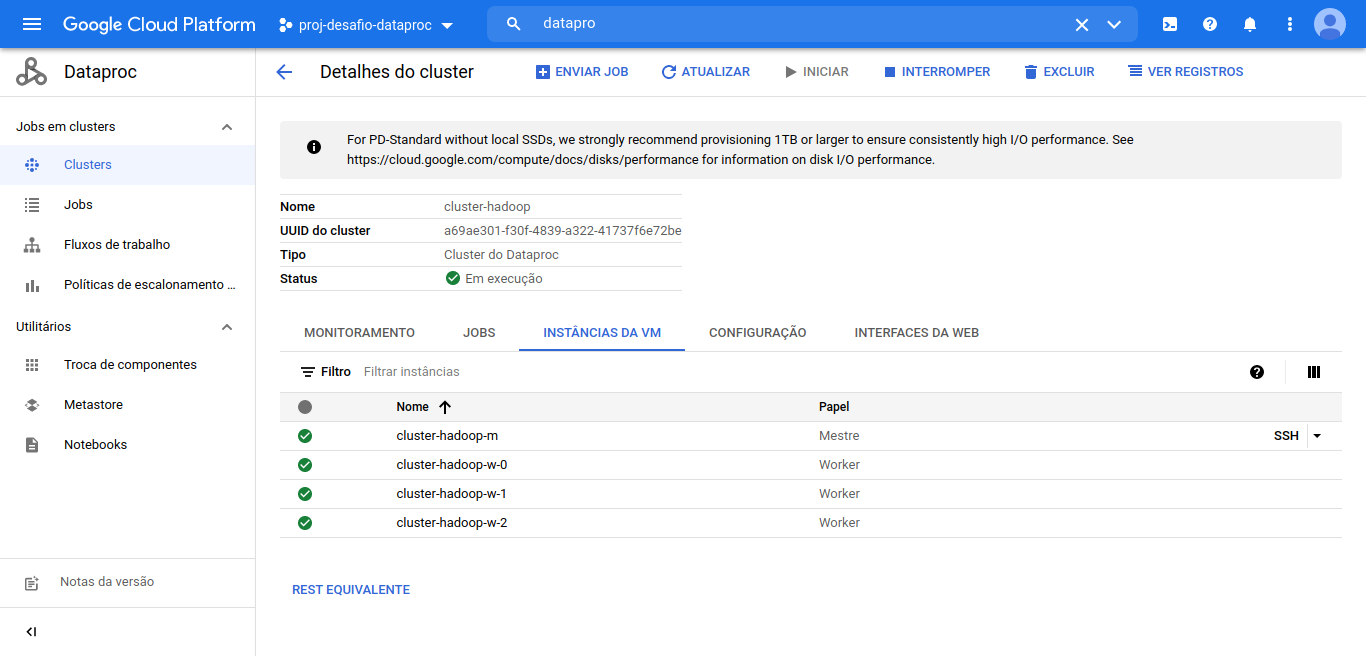 Google Cloud Platform
proj-desafio-dataproc
datapro
Dataproc
Detalhes do cluster
ENVIAR JOB
ATUALIZAR
INICIAR
INTERROMPER
EXCLUIR
VER REGISTROS
Jobs em clusters
Clusters
Jobs
Fluxos de trabalho
Políticas de escalonamento ...
Utilitários
Troca de componentes
Metastore
Notebooks
Notas da versão
For PD-Standard without local SSDs, we strongly recommend provisioning 1TB or larger to ensure consistently high I/O performance. See
https://cloud.google.com/compute/docs/disks/performance for information on disk I/O performance.
Nome cluster-hadoop
UUID do cluster a69ae301-f30f-4839-a322-41737f6e72be
Tipo Cluster do Dataproc
Status Em execução
MONITORAMENTO JOBS INSTÂNCIAS DA VM CONFIGURAÇÃO INTERFACES DA WEB
Filtro Filtrar instâncias
Nome Papel
cluster-hadoop-m Mestre SSH
cluster-hadoop-w-0 Worker
cluster-hadoop-w-1 Worker
cluster-hadoop-w-2 Worker
REST EQUIVALENTE